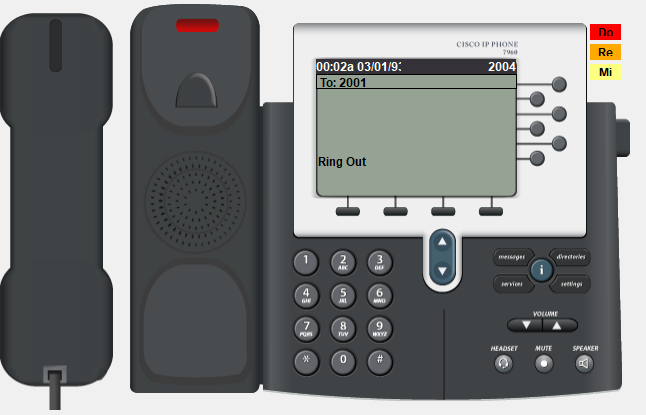 CISCO IP PHONE
7960
Do
Re
Mi
00:02a 03/01/93 2004
To: 2001
Ring Out
1
2 ABC
3 DEF
4 GHI
5 JKL
6 MNO
7 PQRS
8 TUV
9 WXYZ
*
0
#
messages
directories
i
services
settings
VOLUME
HEADSET MUTE SPEAKER